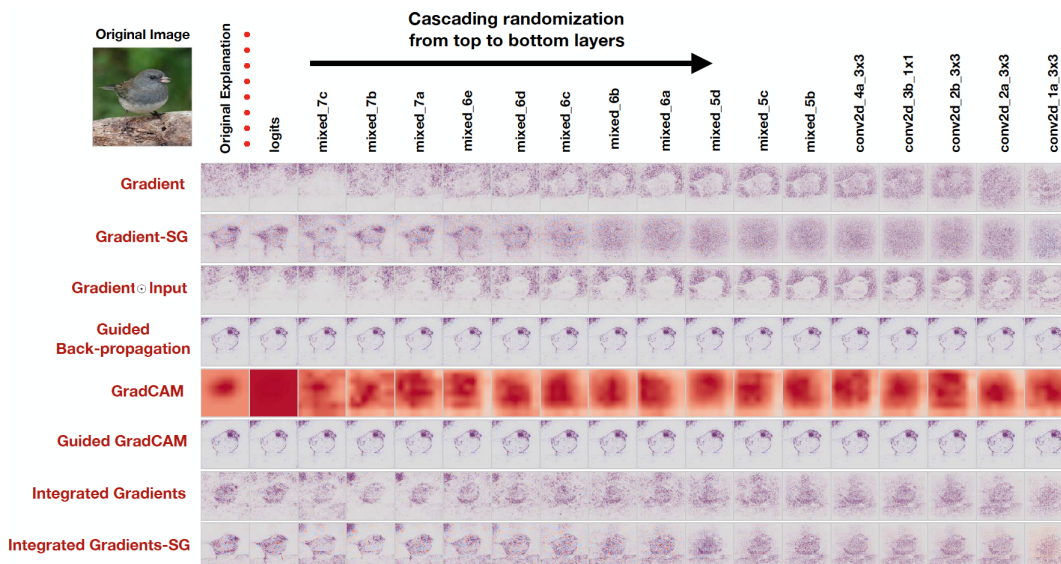 Cascading randomization
from top to bottom layers
Original Image
Original Explanation
logits
mixed_7c
mixed_7b
mixed_7a
mixed_6e
mixed_6d
mixed_6c
mixed_6b
mixed_6a
mixed_5d
mixed_5c
mixed_5b
conv2d_4a_3x3
conv2d_3b_1x1
conv2d_2b_3x3
conv2d_2a_3x3
conv2d_1a_3x3
Gradient
Gradient-SG
Gradient⊙Input
Guided
Back-propagation
GradCAM
Guided GradCAM
Integrated Gradients
Integrated Gradients-SG